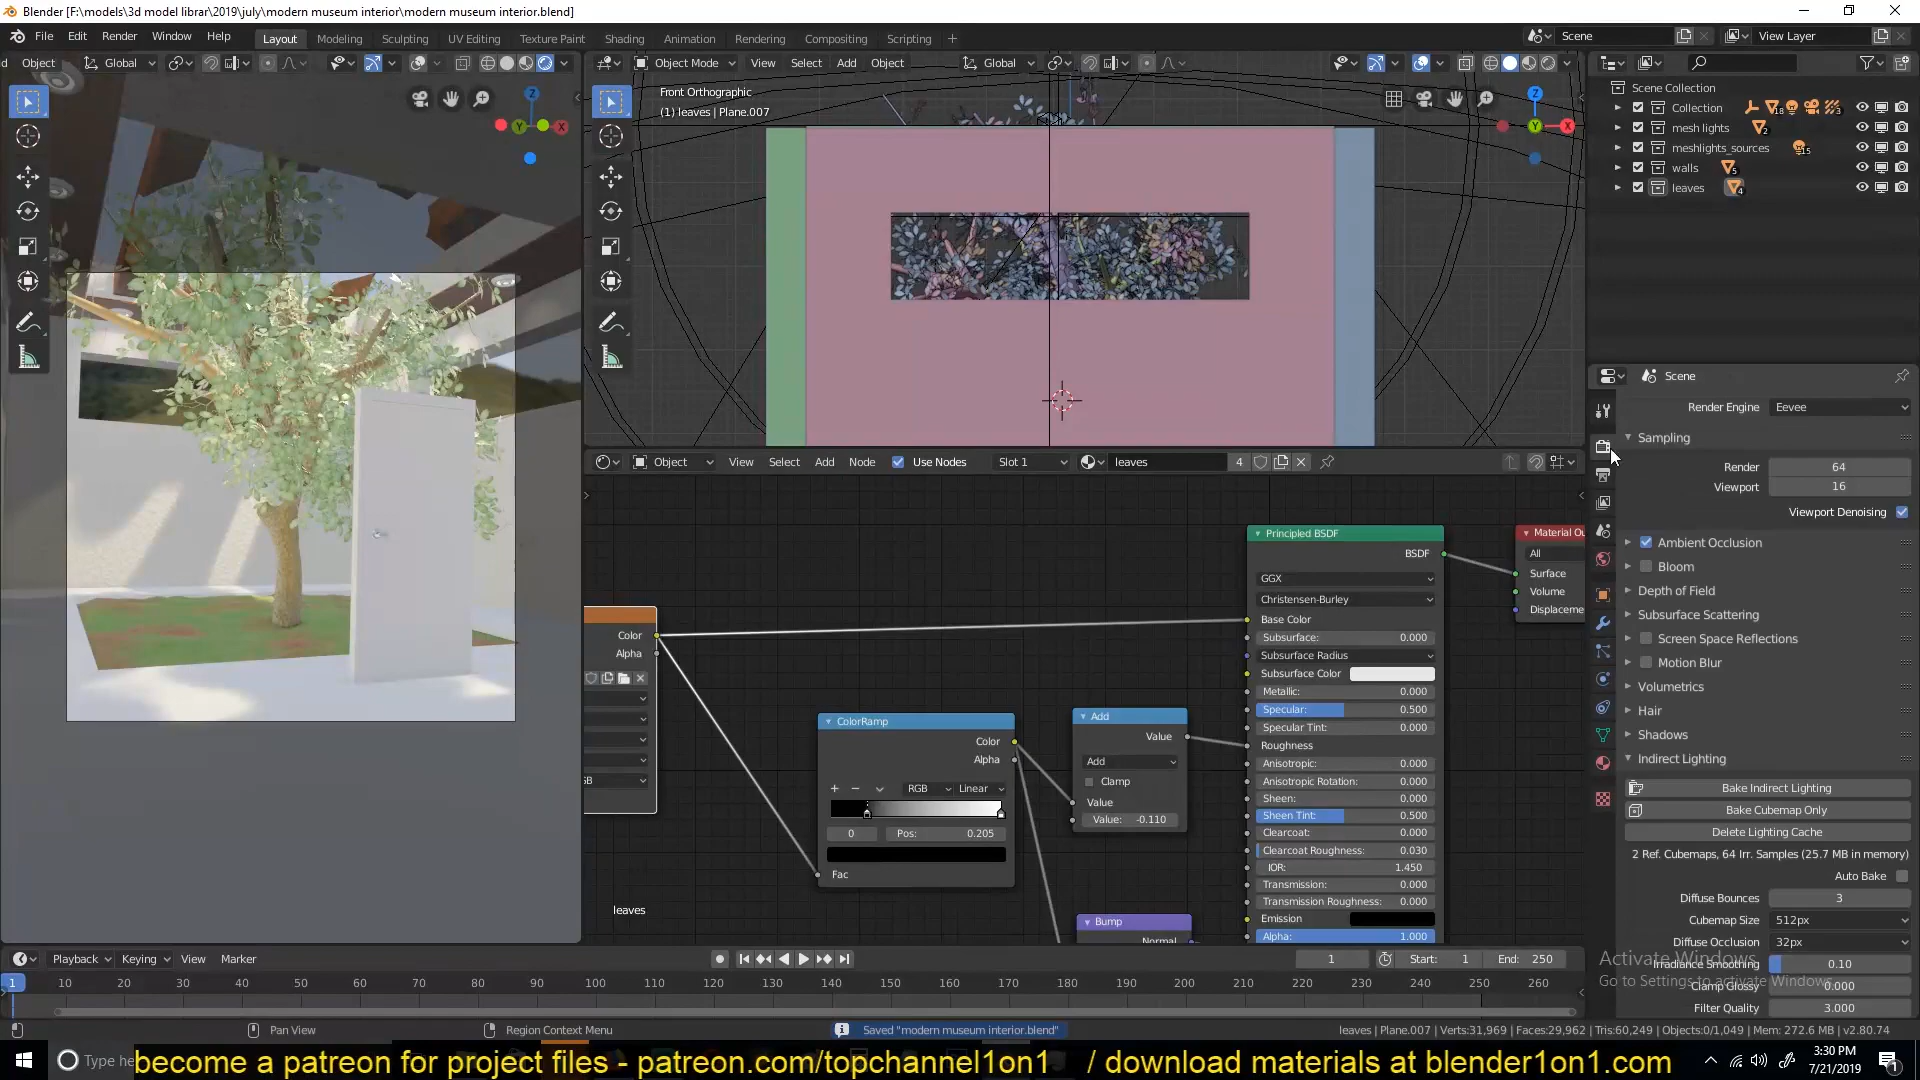 Blender [F:\models\3d model librar\2019\july\modern museum interior\modern museum interior.blend]
File Edit Render Window Help Layout Modeling Sculpting UV Editing Texture Paint Shading Animation Rendering Compositing Scripting Scene View Layer
d Object Global Object Mode View Select Add Object Global
Front Orthographic
(1) leaves | Plane.007
Scene Collection
Collection 18 3
mesh lights 2
meshlights_sources 15
walls 5
leaves 4
Scene
Render Engine Eevee
Sampling
Render 64
Viewport 16
Viewport Denoising
Ambient Occlusion
Bloom
Depth of Field
Subsurface Scattering
Screen Space Reflections
Motion Blur
Volumetrics
Hair
Shadows
Indirect Lighting
Bake Indirect Lighting
Bake Cubemap Only
Delete Lighting Cache
2 Ref. Cubemaps, 64 Irr. Samples (25.7 MB in memory)
Auto Bake
Diffuse Bounces 3
Cubemap Size 512px
Diffuse Occlusion 32px
Irradiance Smoothing 0.10
Clamp Glossy 0.000
Filter Quality 3.000
Activate Windows
Go to Settings to activate Windows.
Object View Select Add Node Use Nodes Slot 1 leaves 4
Color
Alpha
ColorRamp
Color
Alpha
RGB Linear
0 Pos: 0.205
Fac
Add
Value
Add
Clamp
Value
Value: -0.110
Bump
Normal
Principled BSDF
BSDF
GGX
Christensen-Burley
Base Color
Subsurface: 0.000
Subsurface Radius
Subsurface Color
Metallic: 0.000
Specular: 0.500
Specular Tint: 0.000
Roughness
Anisotropic: 0.000
Anisotropic Rotation: 0.000
Sheen: 0.000
Sheen Tint: 0.500
Clearcoat: 0.000
Clearcoat Roughness: 0.030
IOR: 1.450
Transmission: 0.000
Transmission Roughness: 0.000
Emission
Alpha: 1.000
Material Ou
All
Surface
Volume
Displaceme
leaves
Playback Keying View Marker 1 Start: 1 End: 250
1 10 20 30 40 50 60 70 80 90 100 110 120 130 140 150 160 170 180 190 200 210 220 230 240 250 260
Pan View Region Context Menu Saved "modern museum interior.blend" leaves | Plane.007 | Verts:31,969 | Faces:29,962 | Tris:60,249 | Objects:0/1,049 | Mem: 272.6 MB | v2.80.74
Type he
become a patreon for project files - patreon.com/topchannel1on1 / download materials at blender1on1.com
3:30 PM
7/21/2019
1